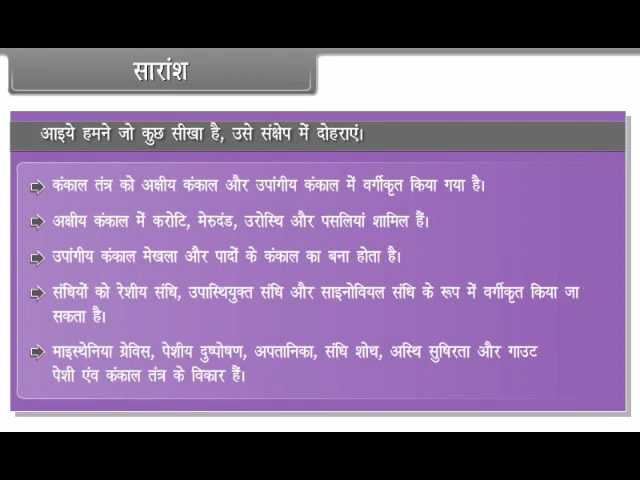 सारांश
आइये हमने जो कुछ सीखा है, उसे संक्षेप में दोहराएं।
कंकाल तंत्र को अक्षीय कंकाल और उपांगीय कंकाल में वर्गीकृत किया गया है।
अक्षीय कंकाल में करोटि, मेरुदंड, उरोस्थि और पसलियां शामिल हैं।
उपांगीय कंकाल मेखला और पादों के कंकाल का बना होता है।
संधियों को रेशीय संधि, उपास्थियुक्त संधि और साइनोवियल संधि के रूप में वर्गीकृत किया जा
सकता है।
माइस्थेनिया ग्रेविस, पेशीय दुष्पोषण, अपतानिका, संधि शोथ, अस्थि सुषिरता और गाउट
पेशी एंव कंकाल तंत्र के विकार हैं।